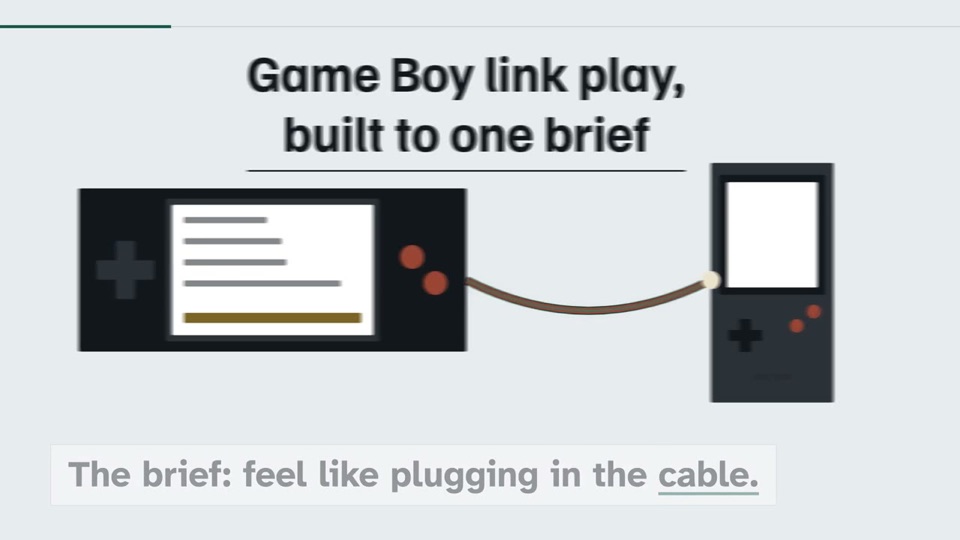 Game Boy link play,
built to one brief
The brief: feel like plugging in the cable.